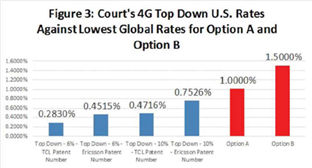 Figure 3: Court's 4G Top Down U.S. Rates
Against Lowest Global Rates for Option A and
Option B
1.6000%
1.4000%
1.2000%
1.0000%
0.8000%
0.6000%
0.4000%
0.2000%
0.0000%
0.2830%
0.4515%
0.4716%
0.7526%
1.0000%
1.5000%
Top Down - 6% -
TCL Patent
Number
Top Down - 6% -
Ericsson Patent
Number
Top Down - 10%
- TCL Patent
Number
Top Down - 10%
- Ericsson Patent
Number
Option A
Option B